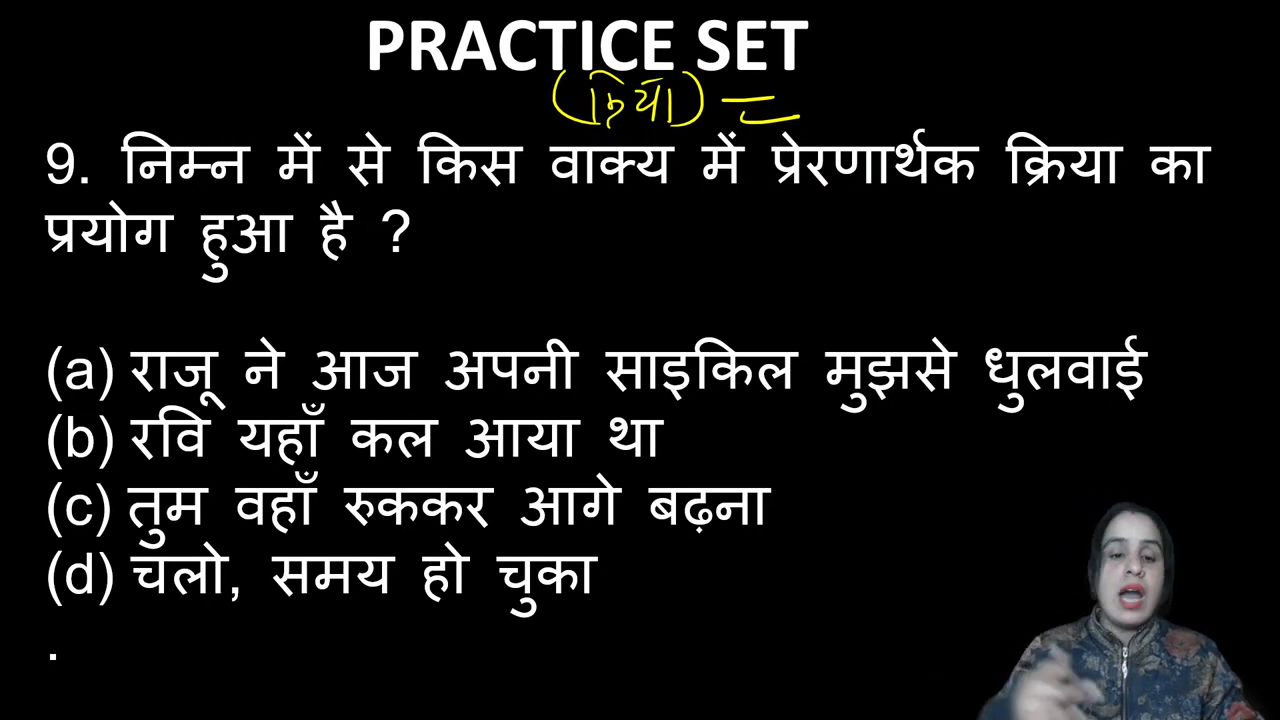 PRACTICE SET
(क्रिया)
9. निम्न में से किस वाक्य में प्रेरणार्थक क्रिया का
प्रयोग हुआ है ?
(a) राजू ने आज अपनी साइकिल मुझसे धुलवाई
(b) रवि यहाँ कल आया था
(c) तुम वहाँ रुककर आगे बढ़ना
(d) चलो, समय हो चुका
.